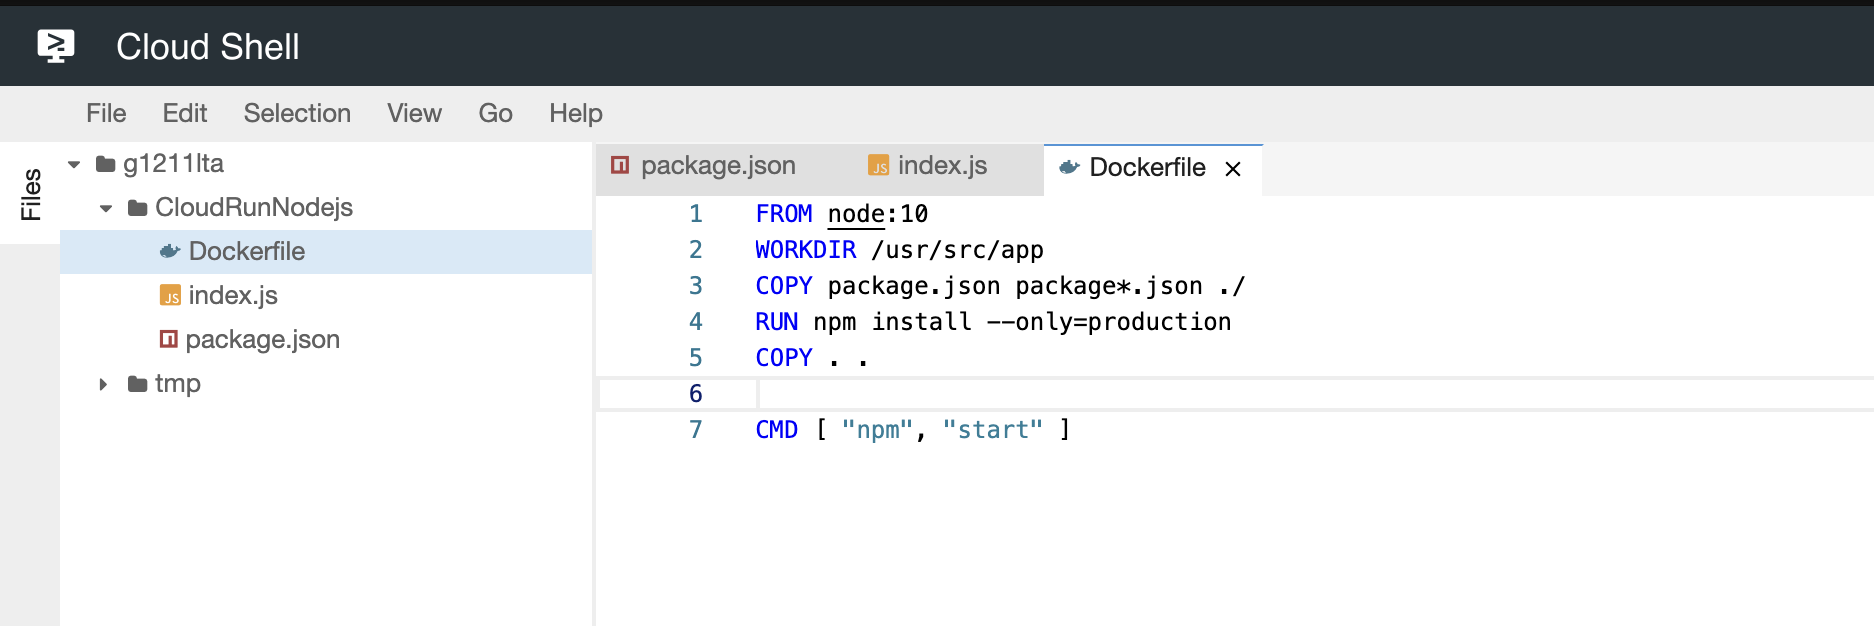 Cloud Shell
File Edit Selection View Go Help
Files
g1211lta
CloudRunNodejs
Dockerfile
index.js
package.json
tmp
package.json index.js Dockerfile ×
1 FROM node:10
2 WORKDIR /usr/src/app
3 COPY package.json package*.json ./
4 RUN npm install --only=production
5 COPY . .
6
7 CMD [ "npm", "start" ]